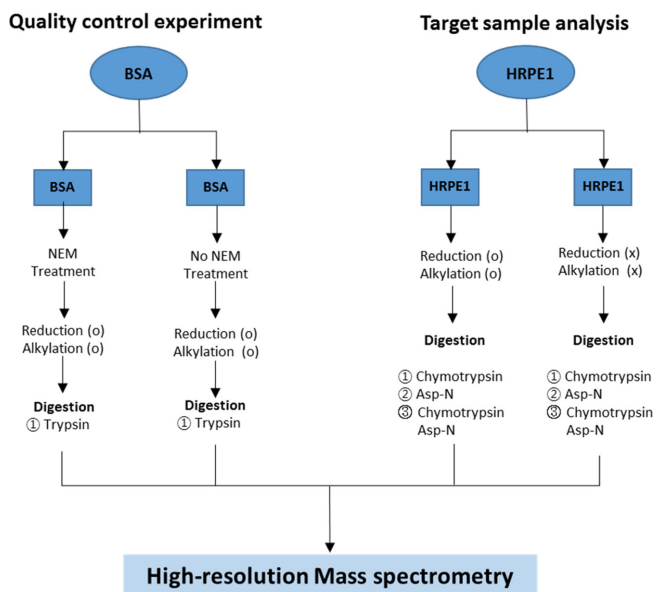 Quality control experiment
Target sample analysis
BSA
HRPE1
BSA
BSA
HRPE1
HRPE1
NEM
Treatment
No NEM
Treatment
Reduction (o)
Alkylation (o)
Reduction (x)
Alkylation (x)
Reduction (o)
Alkylation (o)
Reduction (o)
Alkylation (o)
Digestion
① Trypsin
Digestion
① Trypsin
Digestion
① Chymotrypsin
② Asp-N
③ Chymotrypsin
Asp-N
Digestion
① Chymotrypsin
② Asp-N
③ Chymotrypsin
Asp-N
High-resolution Mass spectrometry